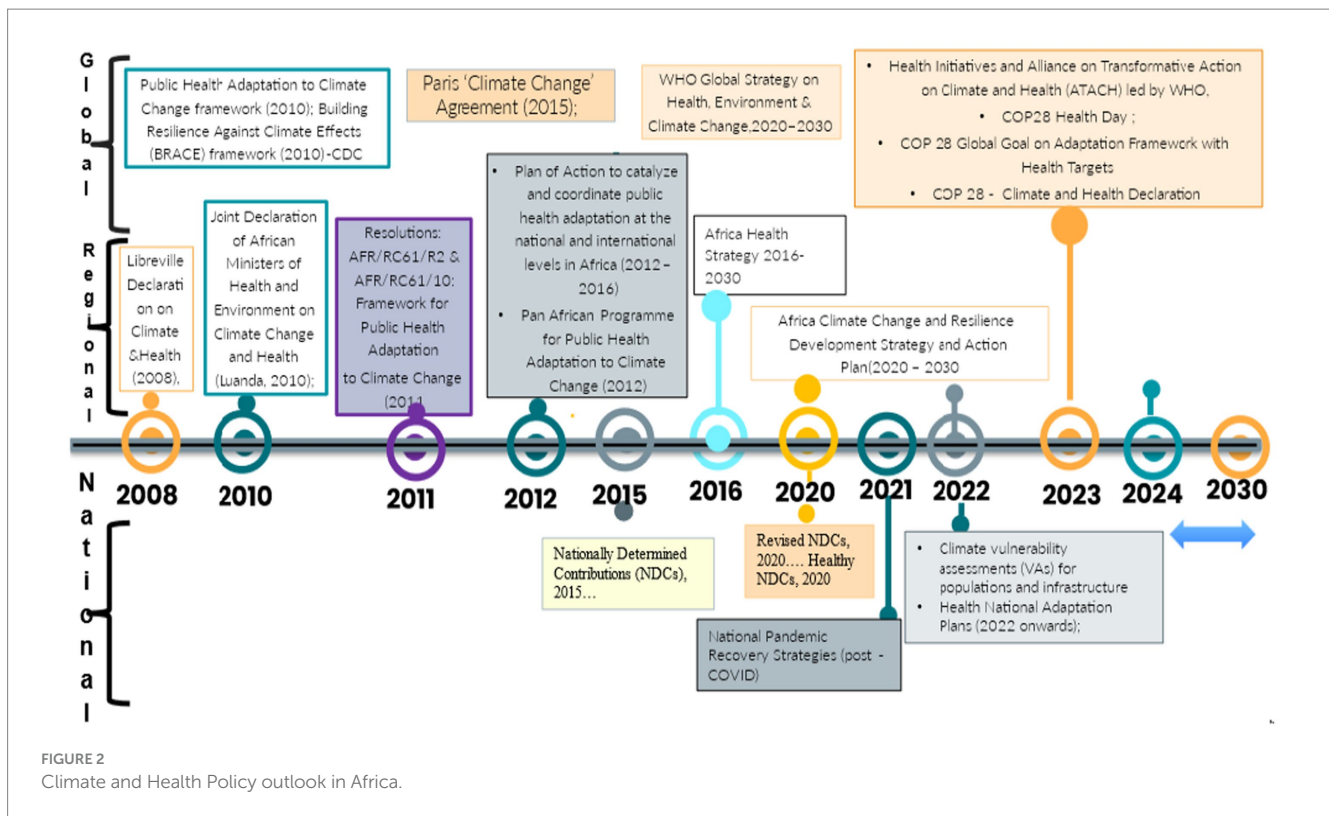 Global
Public Health Adaptation to Climate
Change framework (2010); Building
Resilience Against Climate Effects
(BRACE) framework (2010)-CDC
Paris ‘Climate Change’
Agreement (2015);
WHO Global Strategy on
Health, Environment &
Climate Change,2020–2030
• Health Initiatives and Alliance on Transformative Action
on Climate and Health (ATACH) led by WHO,
• COP28 Health Day ;
• COP 28 Global Goal on Adaptation Framework with
Health Targets
• COP 28 - Climate and Health Declaration
Regional
Libreville
Declarati
on on
Climate
&Health
(2008),
Joint Declaration
of African
Ministers of
Health and
Environment on
Climate Change
and Health
(Luanda, 2010);
Resolutions:
AFR/RC61/R2 &
AFR/RC61/10:
Framework for
Public Health
Adaptation
to Climate Change
(2011
• Plan of Action to catalyze
and coordinate public
health adaptation at the
national and international
levels in Africa (2012 –
2016)
• Pan African Programme
for Public Health
Adaptation to Climate
Change (2012)
Africa Health
Strategy 2016-
2030
Africa Climate Change and Resilience
Development Strategy and Action
Plan(2020 – 2030
2008 2010 2011 2012 2015 2016 2020 2021 2022 2023 2024 2030
National
Nationally Determined
Contributions (NDCs),
2015…
Revised NDCs,
2020…. Healthy
NDCs, 2020
National Pandemic
Recovery Strategies (post -
COVID)
• Climate vulnerability
assessments (VAs) for
populations and infrastructure
• Health National Adaptation
Plans (2022 onwards);
FIGURE 2
Climate and Health Policy outlook in Africa.